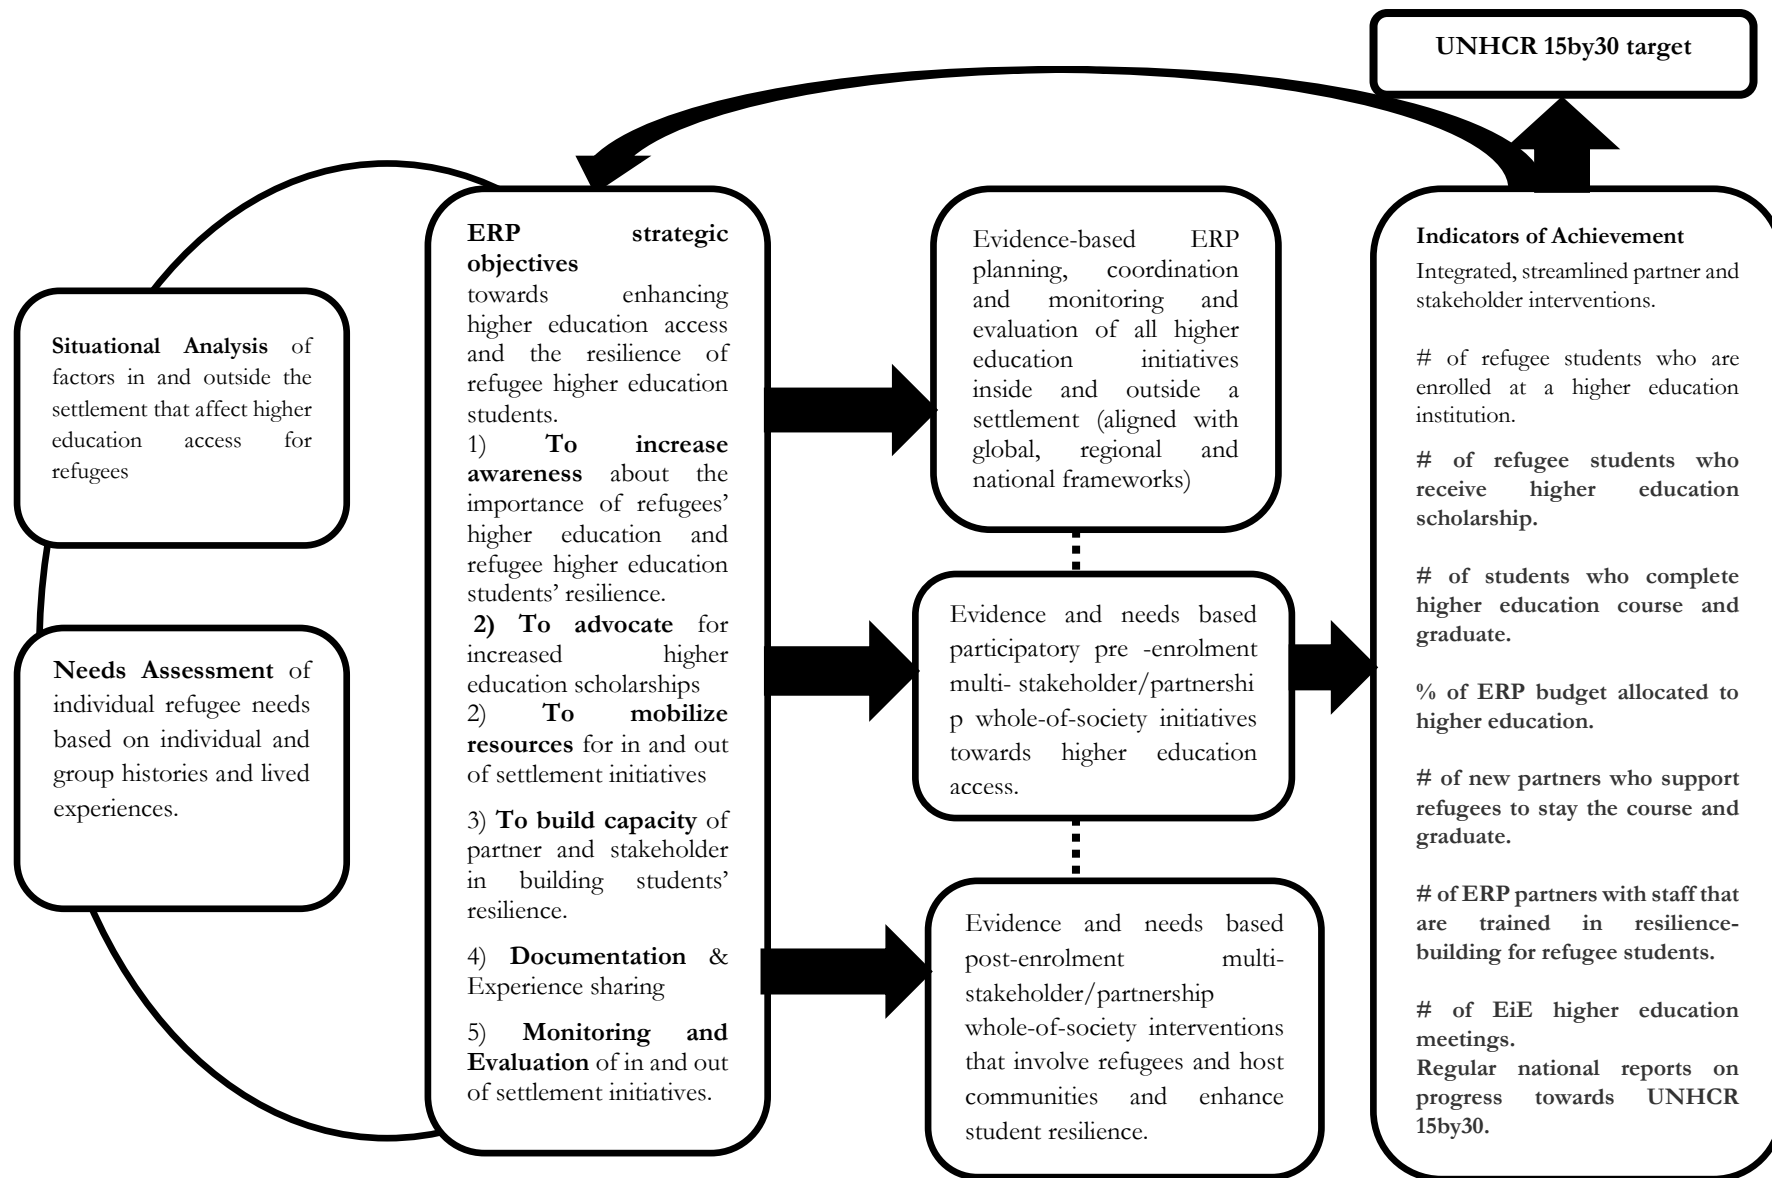 UNHCR 15by30 target
Situational Analysis of
factors in and outside the
settlement that affect higher
education access for
refugees
Needs Assessment of
individual refugee needs
based on individual and
group histories and lived
experiences.
ERP strategic
objectives
towards enhancing
higher education access
and the resilience of
refugee higher education
students.
1) To increase
awareness about the
importance of refugees’
higher education and
refugee higher education
students’ resilience.
2) To advocate for
increased higher
education scholarships
2) To mobilize
resources for in and out
of settlement initiatives
3) To build capacity of
partner and stakeholder
in building students’
resilience.
4) Documentation &
Experience sharing
5) Monitoring and
Evaluation of in and out
of settlement initiatives.
Evidence-based ERP
planning, coordination
and monitoring and
evaluation of all higher
education initiatives
inside and outside a
settlement (aligned with
global, regional and
national frameworks)
Evidence and needs based
participatory pre -enrolment
multi- stakeholder/partnershi
p whole-of-society initiatives
towards higher education
access.
Evidence and needs based
post-enrolment multi-
stakeholder/partnership
whole-of-society interventions
that involve refugees and host
communities and enhance
student resilience.
Indicators of Achievement
Integrated, streamlined partner and
stakeholder interventions.
# of refugee students who are
enrolled at a higher education
institution.
# of refugee students who
receive higher education
scholarship.
# of students who complete
higher education course and
graduate.
% of ERP budget allocated to
higher education.
# of new partners who support
refugees to stay the course and
graduate.
# of ERP partners with staff that
are trained in resilience-
building for refugee students.
# of EiE higher education
meetings.
Regular national reports on
progress towards UNHCR
15by30.